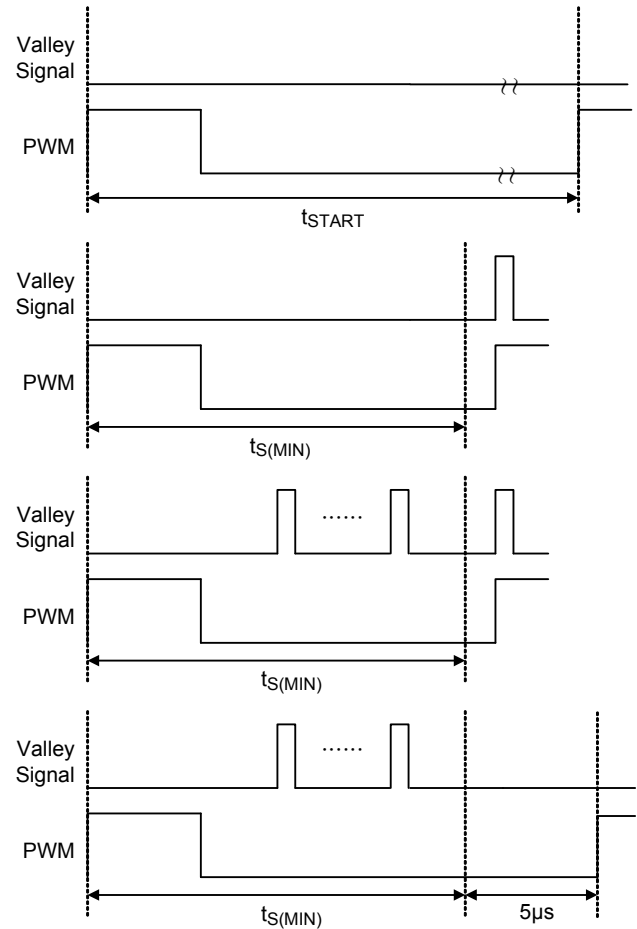 Valley
Signal
PWM
tSTART
Valley
Signal
PWM
tS(MIN)
Valley ......
Signal
PWM
tS(MIN)
Valley ......
Signal
PWM
tS(MIN) 5µs